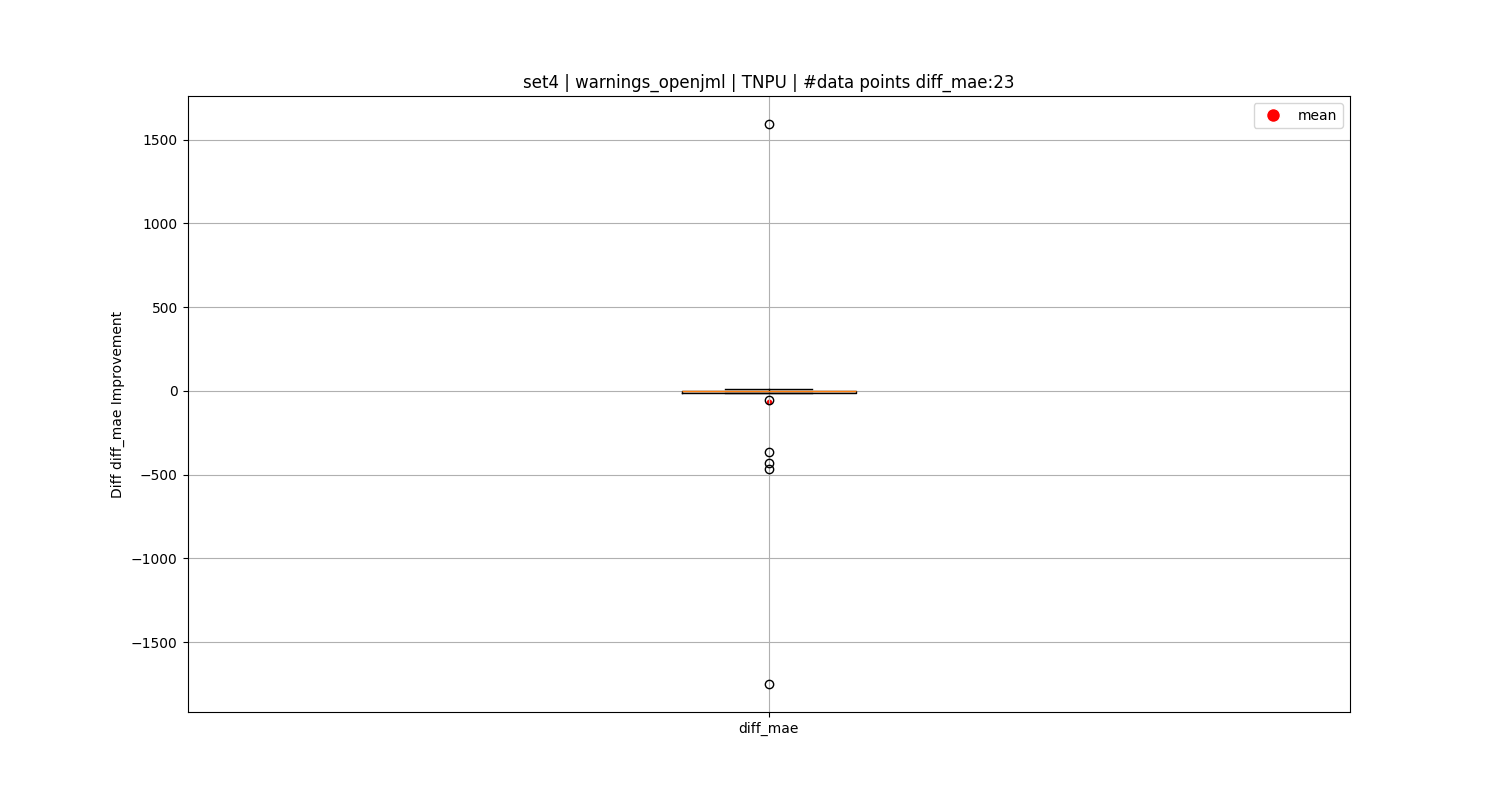 set4 | warnings_openjml | TNPU | #data points diff_mae:23
mean
1500
1000
500
0
−500
−1000
−1500
Diff diff_mae Improvement
diff_mae